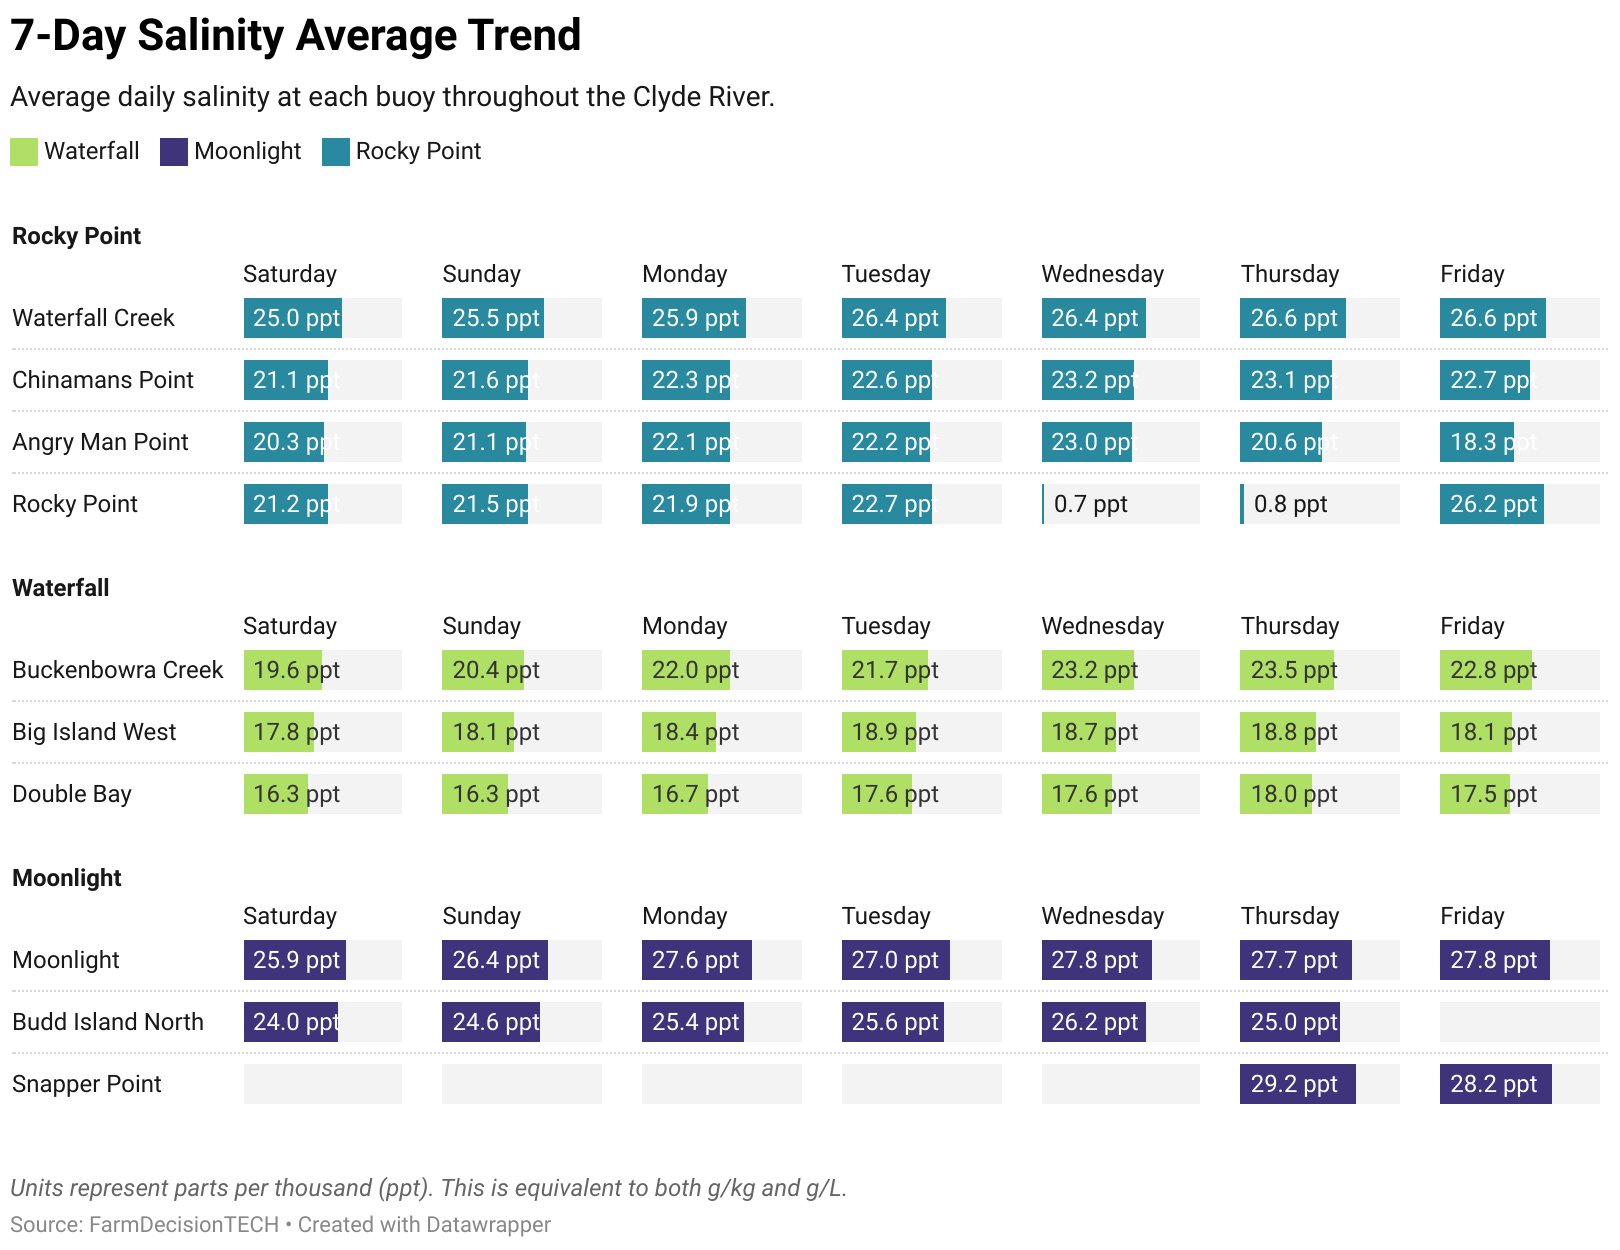 7-Day Salinity Average Trend
Average daily salinity at each buoy throughout the Clyde River.
Waterfall Moonlight Rocky Point
Rocky Point
Saturday Sunday Monday Tuesday Wednesday Thursday Friday
Waterfall Creek 25.0 ppt 25.5 ppt 25.9 ppt 26.4 ppt 26.4 ppt 26.6 ppt 26.6 ppt
Chinamans Point 21.1 ppt 21.6 ppt 22.3 ppt 22.6 ppt 23.2 ppt 23.1 ppt 22.7 ppt
Angry Man Point 20.3 ppt 21.1 ppt 22.1 ppt 22.2 ppt 23.0 ppt 20.6 ppt 18.3 ppt
Rocky Point 21.2 ppt 21.5 ppt 21.9 ppt 22.7 ppt 0.7 ppt 0.8 ppt 26.2 ppt
Waterfall
Saturday Sunday Monday Tuesday Wednesday Thursday Friday
Buckenbowra Creek 19.6 ppt 20.4 ppt 22.0 ppt 21.7 ppt 23.2 ppt 23.5 ppt 22.8 ppt
Big Island West 17.8 ppt 18.1 ppt 18.4 ppt 18.9 ppt 18.7 ppt 18.8 ppt 18.1 ppt
Double Bay 16.3 ppt 16.3 ppt 16.7 ppt 17.6 ppt 17.6 ppt 18.0 ppt 17.5 ppt
Moonlight
Saturday Sunday Monday Tuesday Wednesday Thursday Friday
Moonlight 25.9 ppt 26.4 ppt 27.6 ppt 27.0 ppt 27.8 ppt 27.7 ppt 27.8 ppt
Budd Island North 24.0 ppt 24.6 ppt 25.4 ppt 25.6 ppt 26.2 ppt 25.0 ppt
Snapper Point 29.2 ppt 28.2 ppt
Units represent parts per thousand (ppt). This is equivalent to both g/kg and g/L.
Source: FarmDecisionTECH • Created with Datawrapper